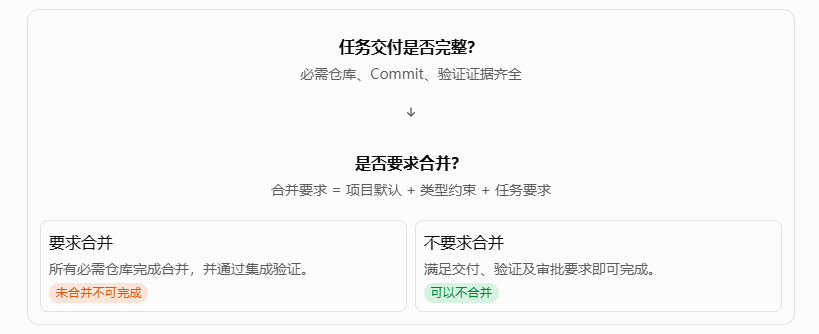 任务交付是否完整？
必需仓库、Commit、验证证据齐全
↓
是否要求合并？
合并要求 = 项目默认 + 类型约束 + 任务要求
要求合并
所有必需仓库完成合并，并通过集成验证。
未合并不可完成
不要求合并
满足交付、验证及审批要求即可完成。
可以不合并